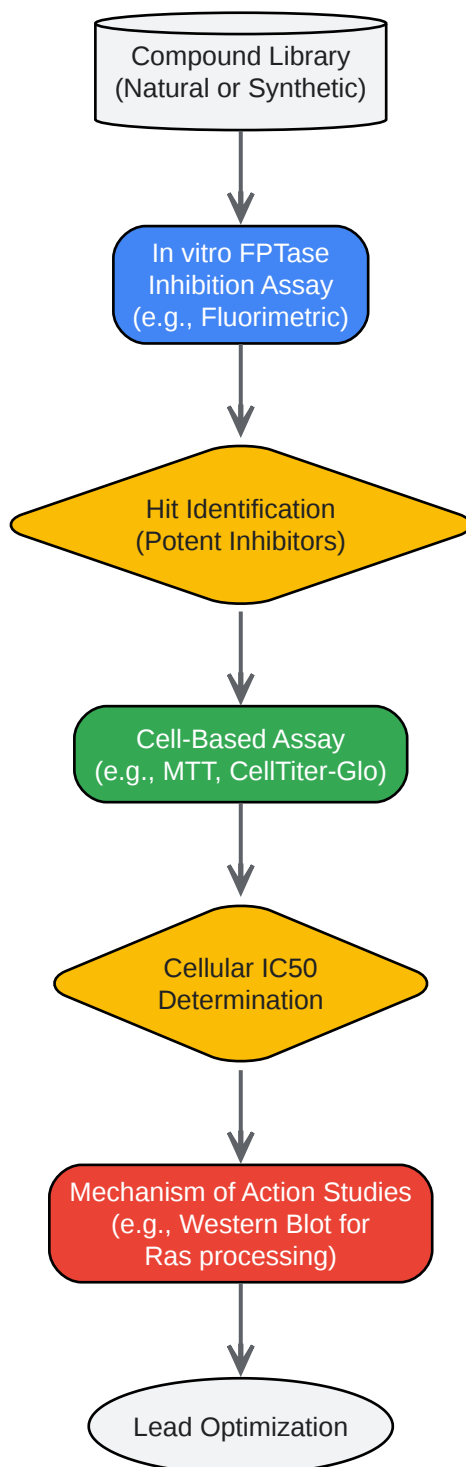 Compound Library
(Natural or Synthetic)
In vitro FPTase
Inhibition Assay
(e.g., Fluorimetric)
Hit Identification
(Potent Inhibitors)
Cell-Based Assay
(e.g., MTT, CellTiter-Glo)
Cellular IC50
Determination
Mechanism of Action Studies
(e.g., Western Blot for
Ras processing)
Lead Optimization